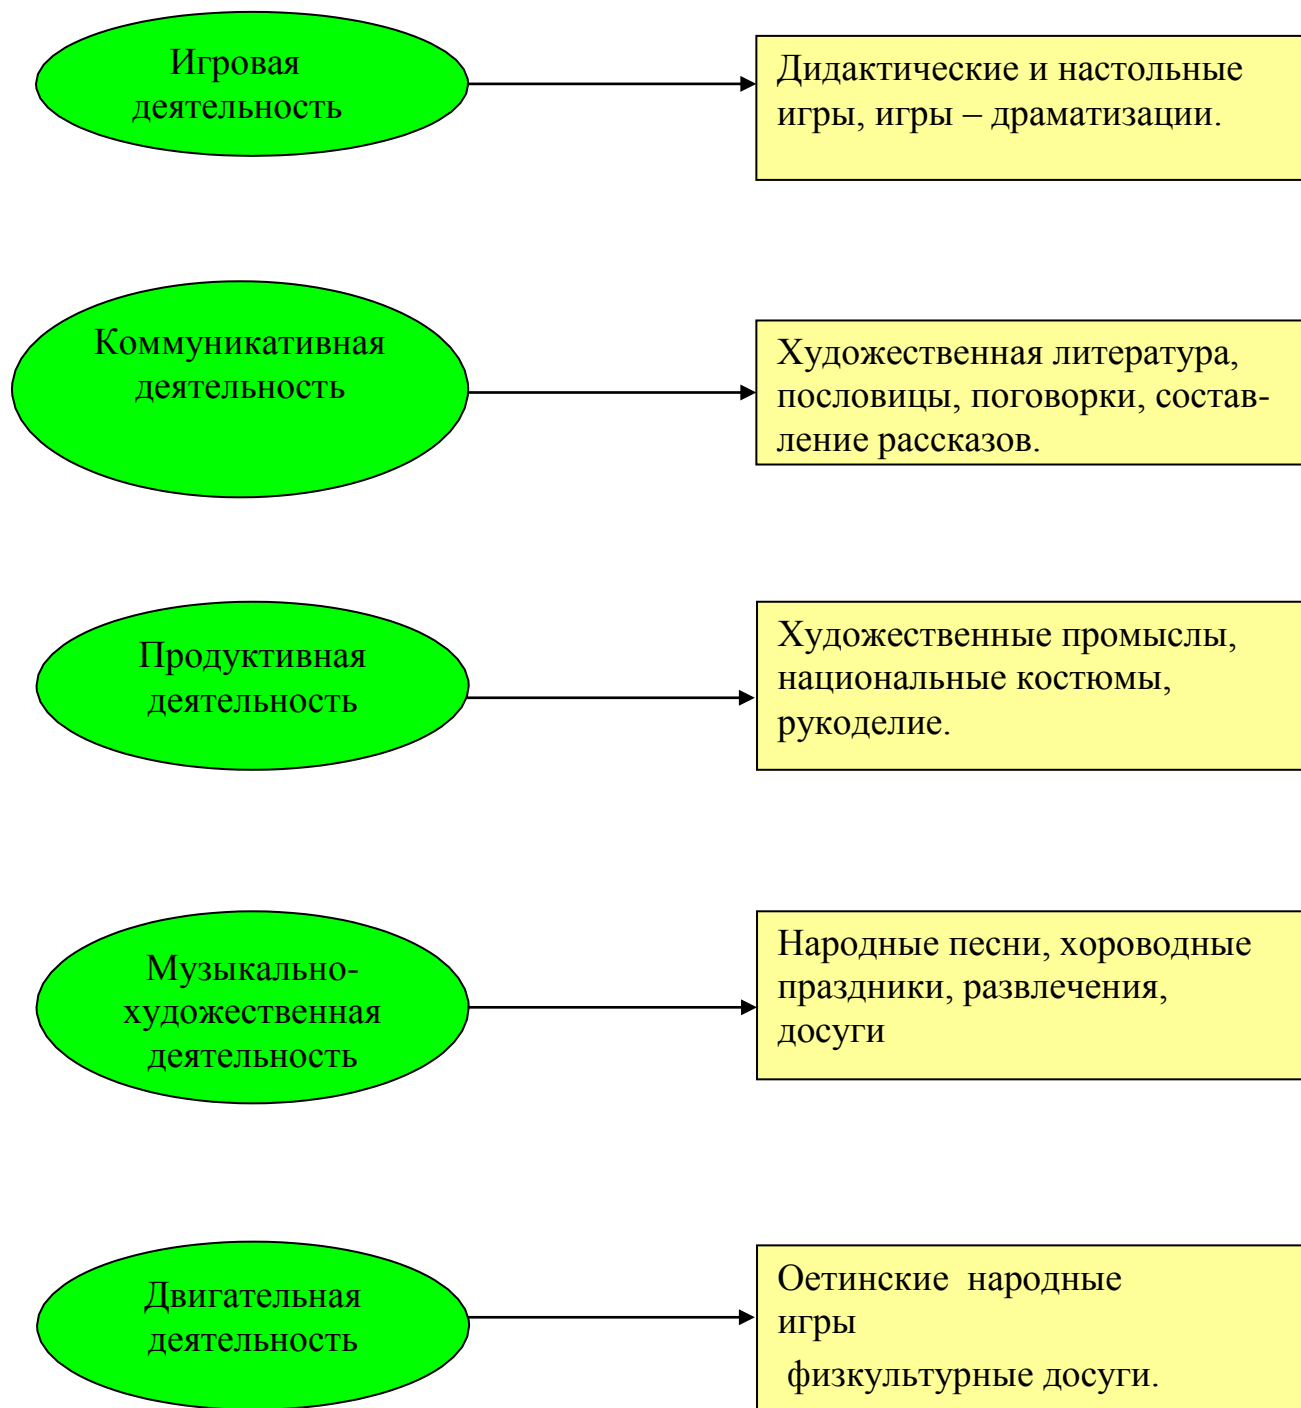 Игровая
деятельность
Дидактические и настольные
игры, игры – драматизации.
Коммуникативная
деятельность
Художественная литература,
пословицы, поговорки, состав-
ление рассказов.
Продуктивная
деятельность
Художественные промыслы,
национальные костюмы,
рукоделие.
Музыкально-
художественная
деятельность
Народные песни, хороводные
праздники, развлечения,
досуги
Двигательная
деятельность
Оетинские  народные
игры
физкультурные досуги.